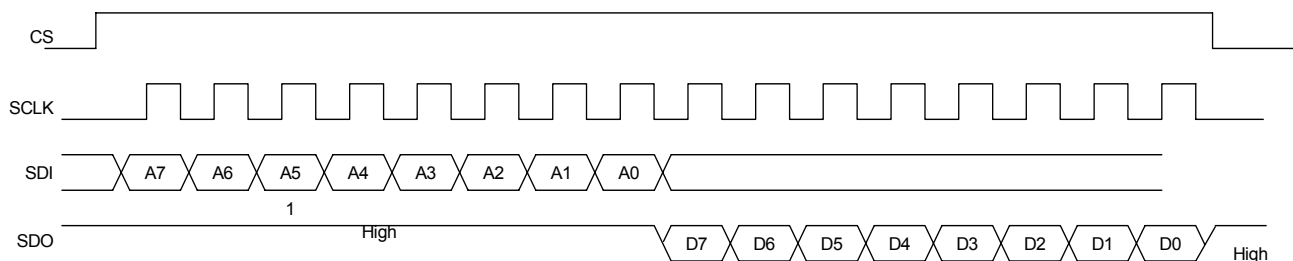 CS
SCLK
SDI A7 A6 A5 A4 A3 A2 A1 A0
1
High
SDO D7 D6 D5 D4 D3 D2 D1 D0 High